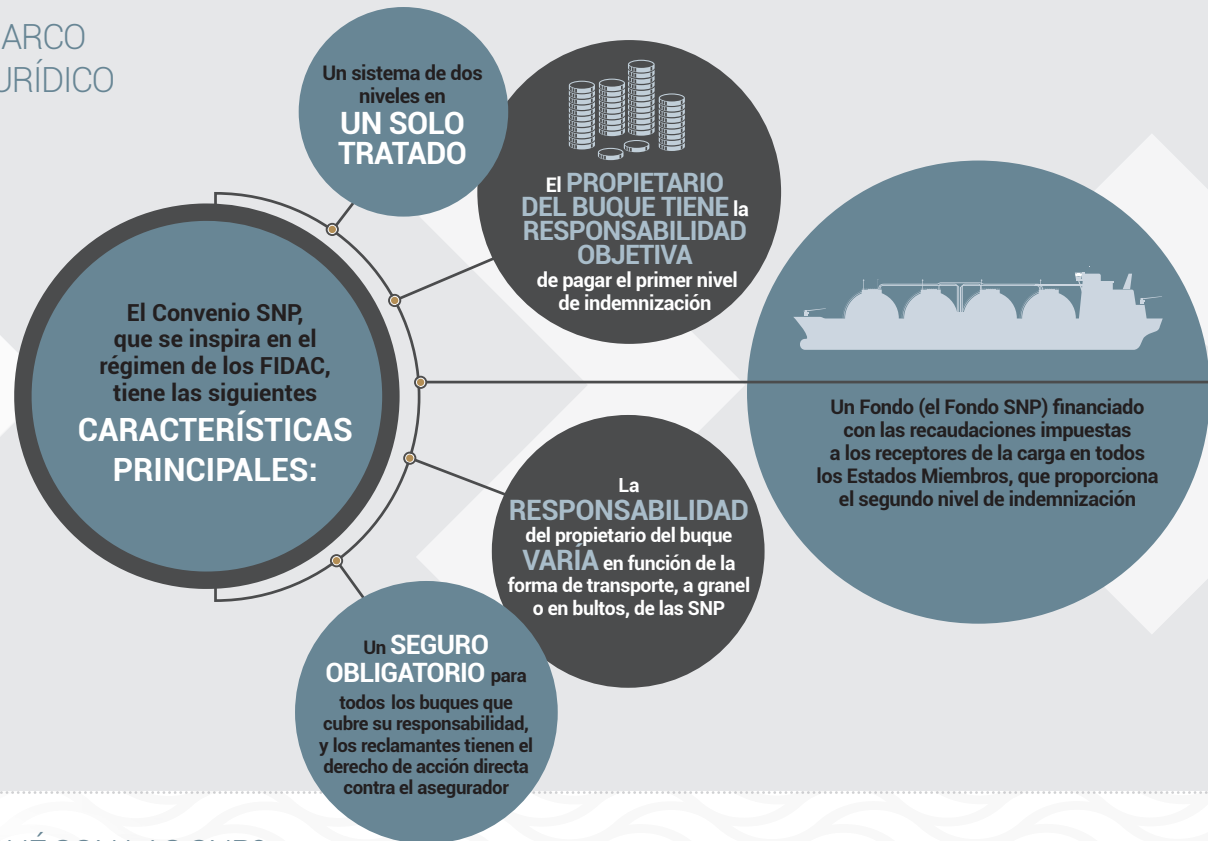 ARCO
URÍDICO
El Convenio SNP,
que se inspira en el
régimen de los FIDAC,
tiene las siguientes
CARACTERÍSTICAS
PRINCIPALES:
Un sistema de dos
niveles en
UN SOLO
TRATADO
El PROPIETARIO
DEL BUQUE TIENE la
RESPONSABILIDAD
OBJETIVA
de pagar el primer nivel
de indemnización
Un Fondo (el Fondo SNP) financiado
con las recaudaciones impuestas
a los receptores de la carga en todos
los Estados Miembros, que proporciona
el segundo nivel de indemnización
La
RESPONSABILIDAD
del propietario del buque
VARÍA en función de la
forma de transporte, a granel
o en bultos, de las SNP
Un SEGURO
OBLIGATORIO para
todos los buques que
cubre su responsabilidad,
y los reclamantes tienen el
derecho de acción directa
contra el asegurador